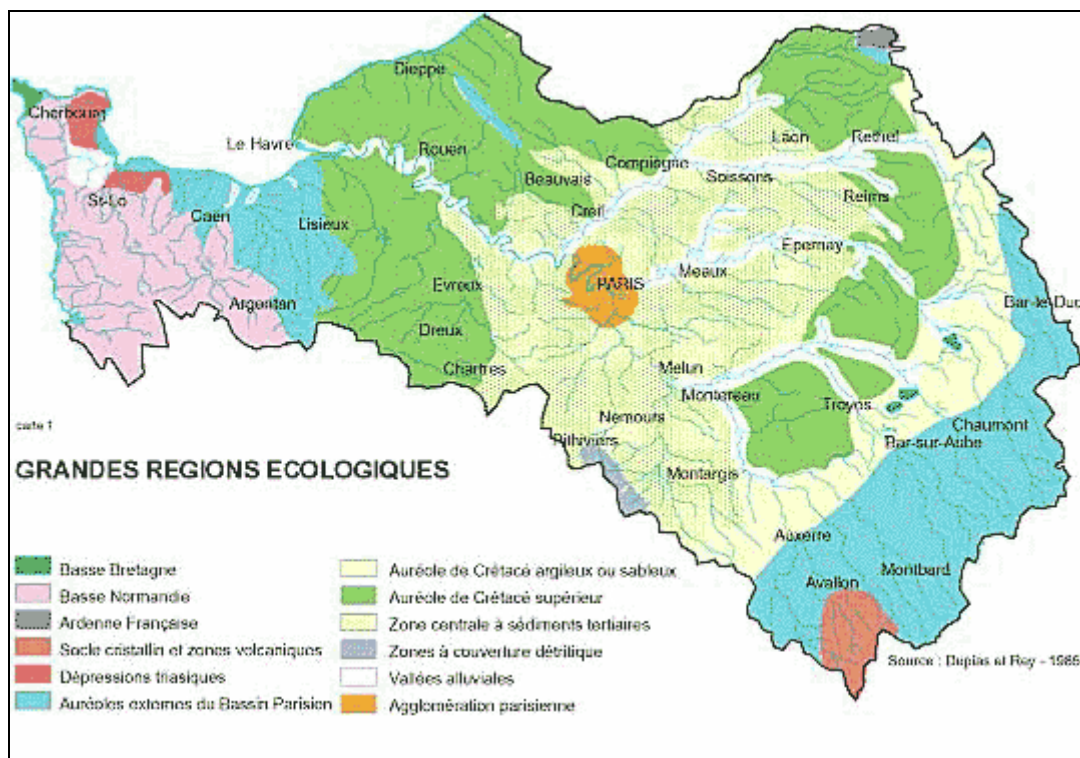 Dieppe
Cherbourg
Le Havre
Rouen
Laon
Rethel
Compiegne
Beauvais
Soissons
Reims
St-Lo
Caen
Lisieux
Creil
Epernay
Evreux
PARIS
Meaux
Argentan
Bar-le-Duc
Dreux
Chartres
Melun
Montereau
Nemours
Troyes
Chaumont
Pithiviers
Bar-sur-Aube
Montargis
carte 1
GRANDES REGIONS ECOLOGIQUES
Auxerre
Avallon
Montbard
Basse Bretagne
Basse Normandie
Ardenne Française
Socle cristallin et zones volcaniques
Dépressions triasiques
Auréoles externes du Bassin Parisien
Auréole de Crétacé argileux ou sableux
Auréole de Crétacé supérieur
Zone centrale à sédiments tertiaires
Zones à couverture détritique
Vallées alluviales
Agglomération parisienne
Source : Dupias et Rey - 1985